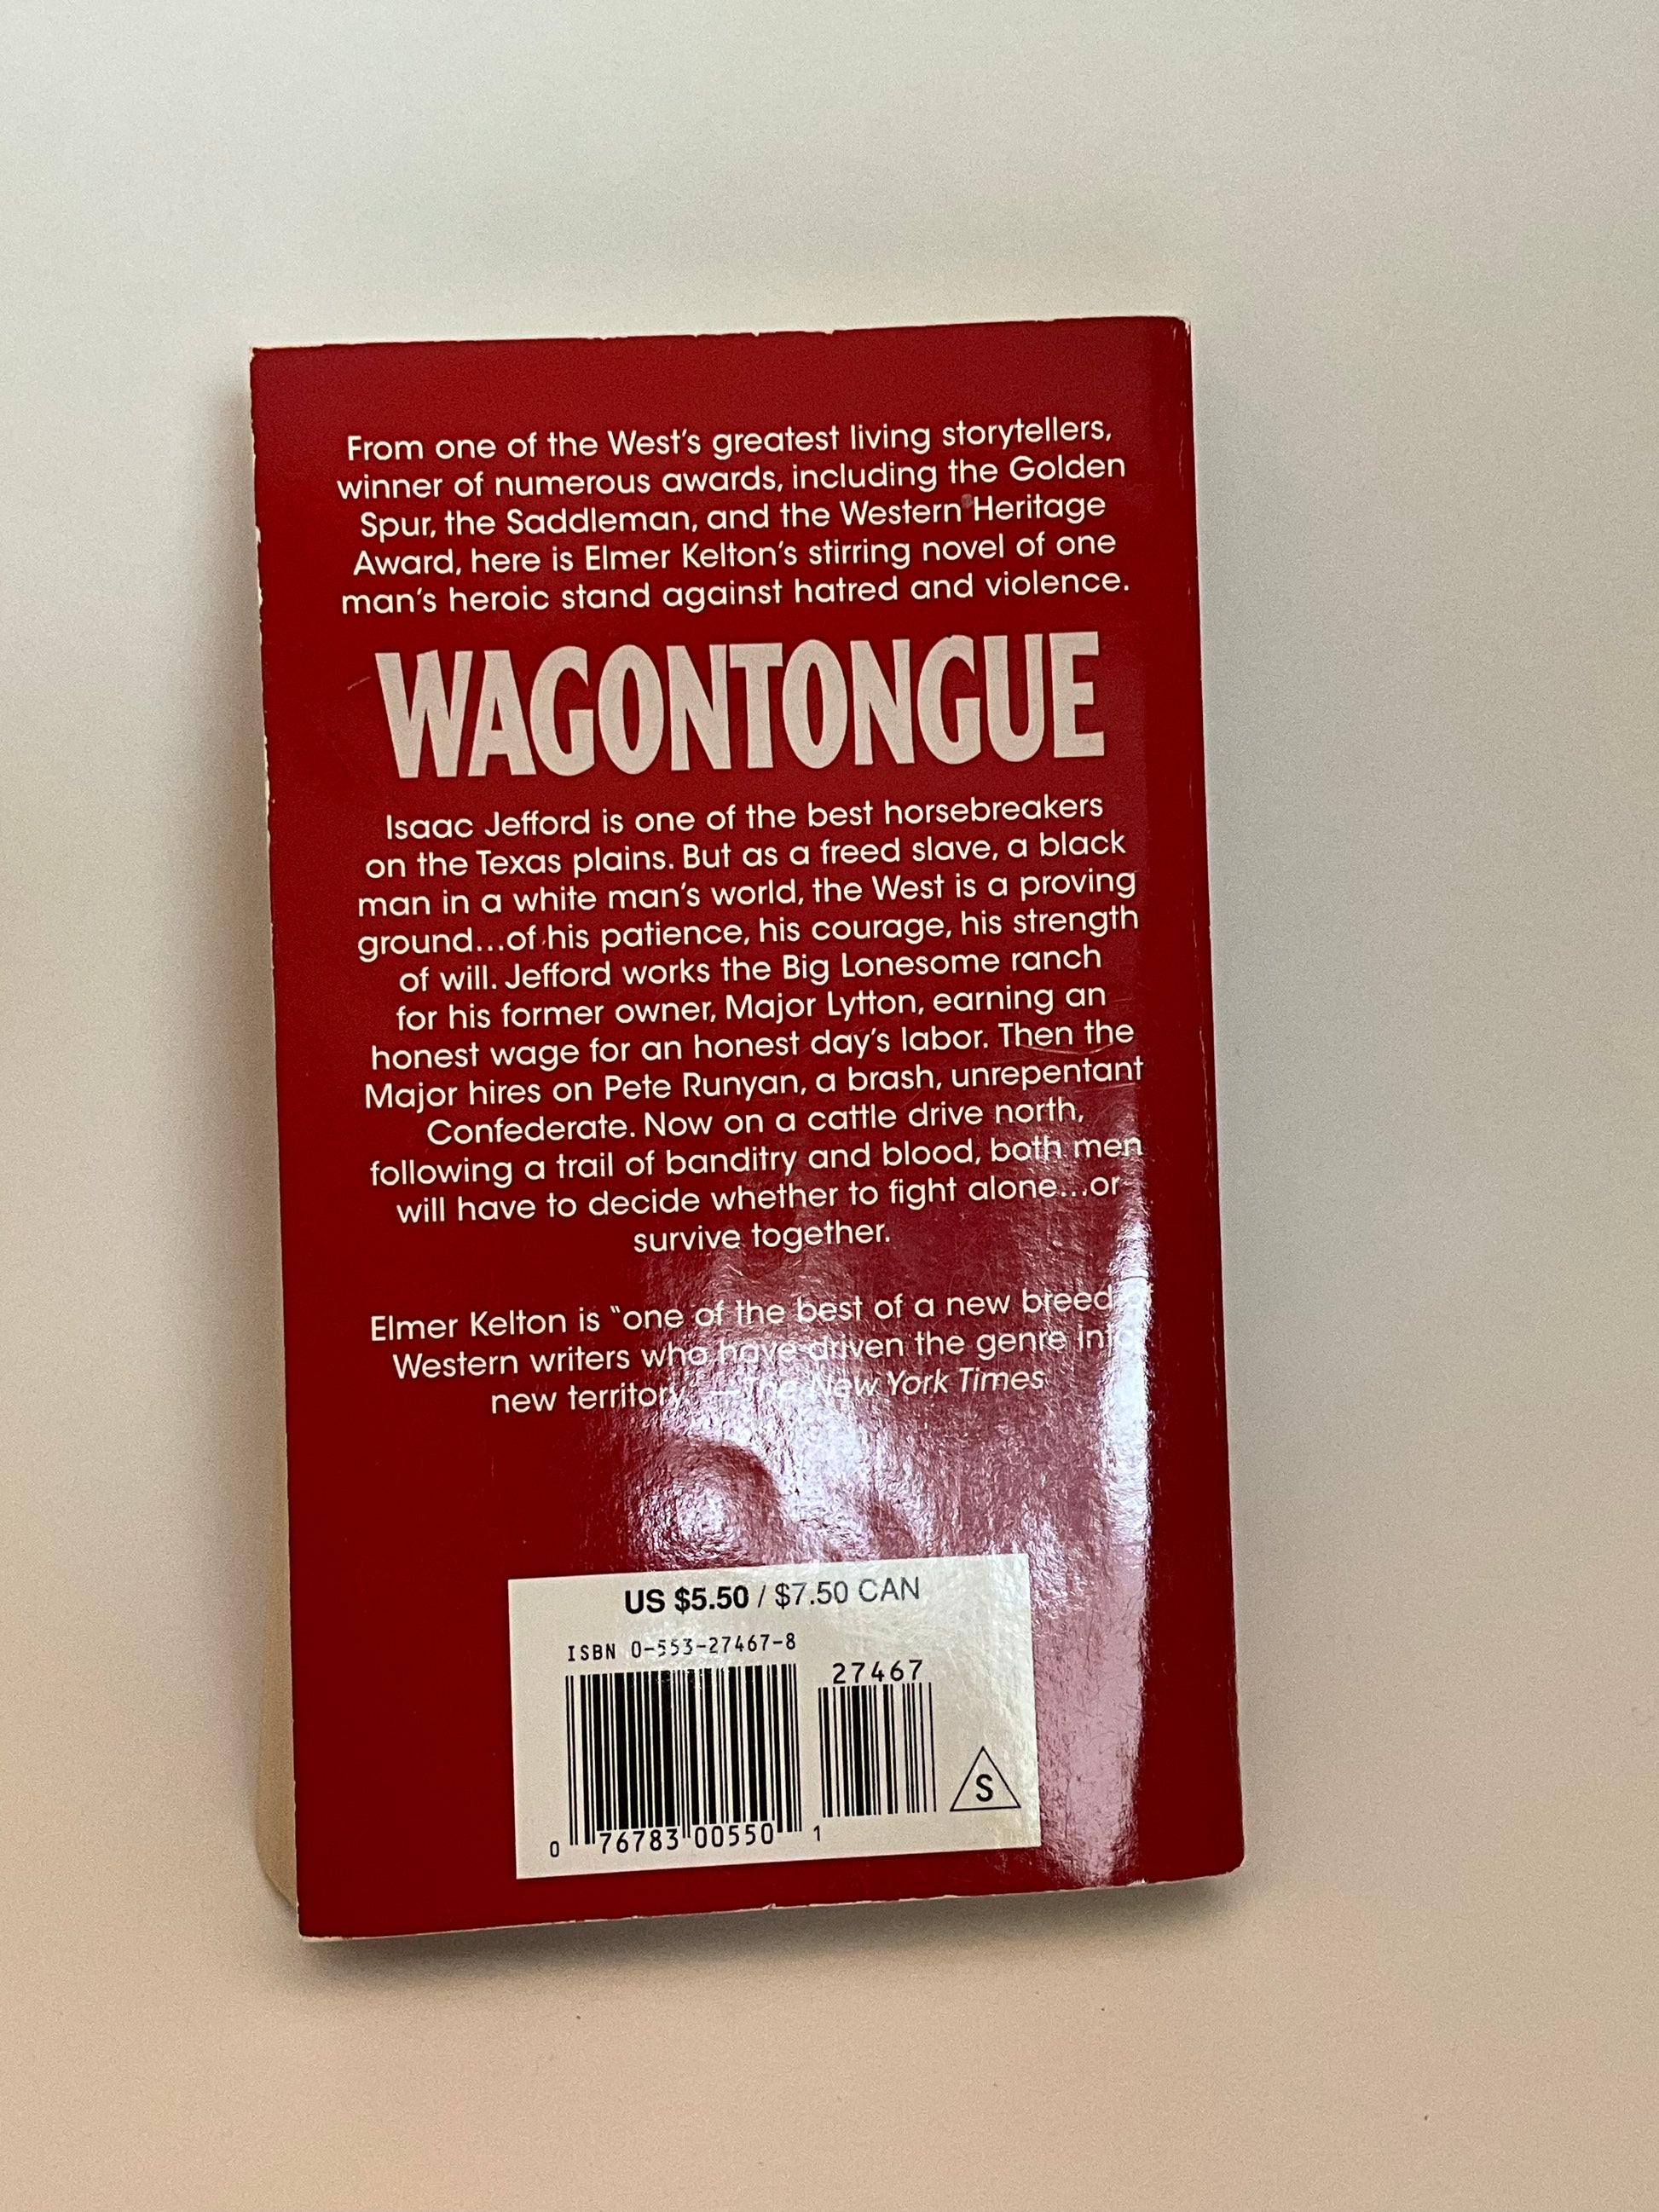 From one of the West's greatest living storytellers,
winner of numerous awards, including the Golden
Spur, the Saddleman, and the Western Heritage
Award, here is Elmer Kelton's stirring novel of one
man's heroic stand against hatred and violence.
WAGONTONGUE
Isaac Jefford is one of the best horsebreakers
on the Texas plains. But as a freed slave, a black
man in a white man's world, the West is a proving
ground...of his patience, his courage, his strength
of will. Jefford works the Big Lonesome ranch
for his former owner, Major Lytton, earning an
honest wage for an honest day's labor. Then the
Major hires on Pete Runyan, a brash, unrepentant
Confederate. Now on a cattle drive north,
following a trail of banditry and blood, both men
will have to decide whether to fight alone...or
survive together.
Elmer Kelton is "one of the best of a new breed
Western writers who have driven the genre into
new territory —The New York Times
US $5.50 / $7.50 CAN
ISBN 0-553-27467-8
27467
S
0 76783 00550 1